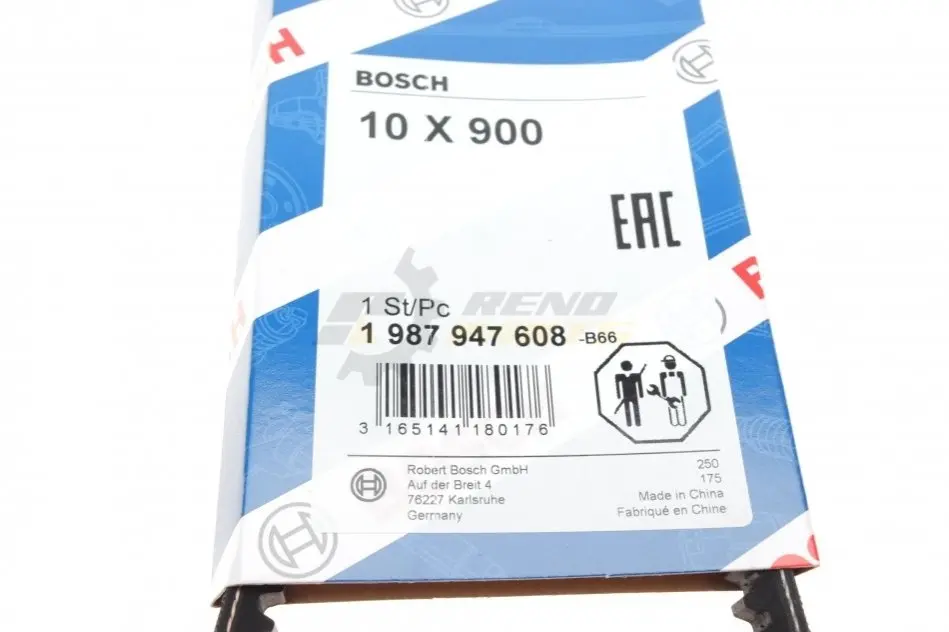 BOSCH
10 X 900
EAC
RENO
1 St/Pc
1 987 947 608 -B66
3 165141 180176
Robert Bosch GmbH
Auf der Breit 4
76227 Karlsruhe
Germany
250
175
Made in China
Fabriqué en Chine